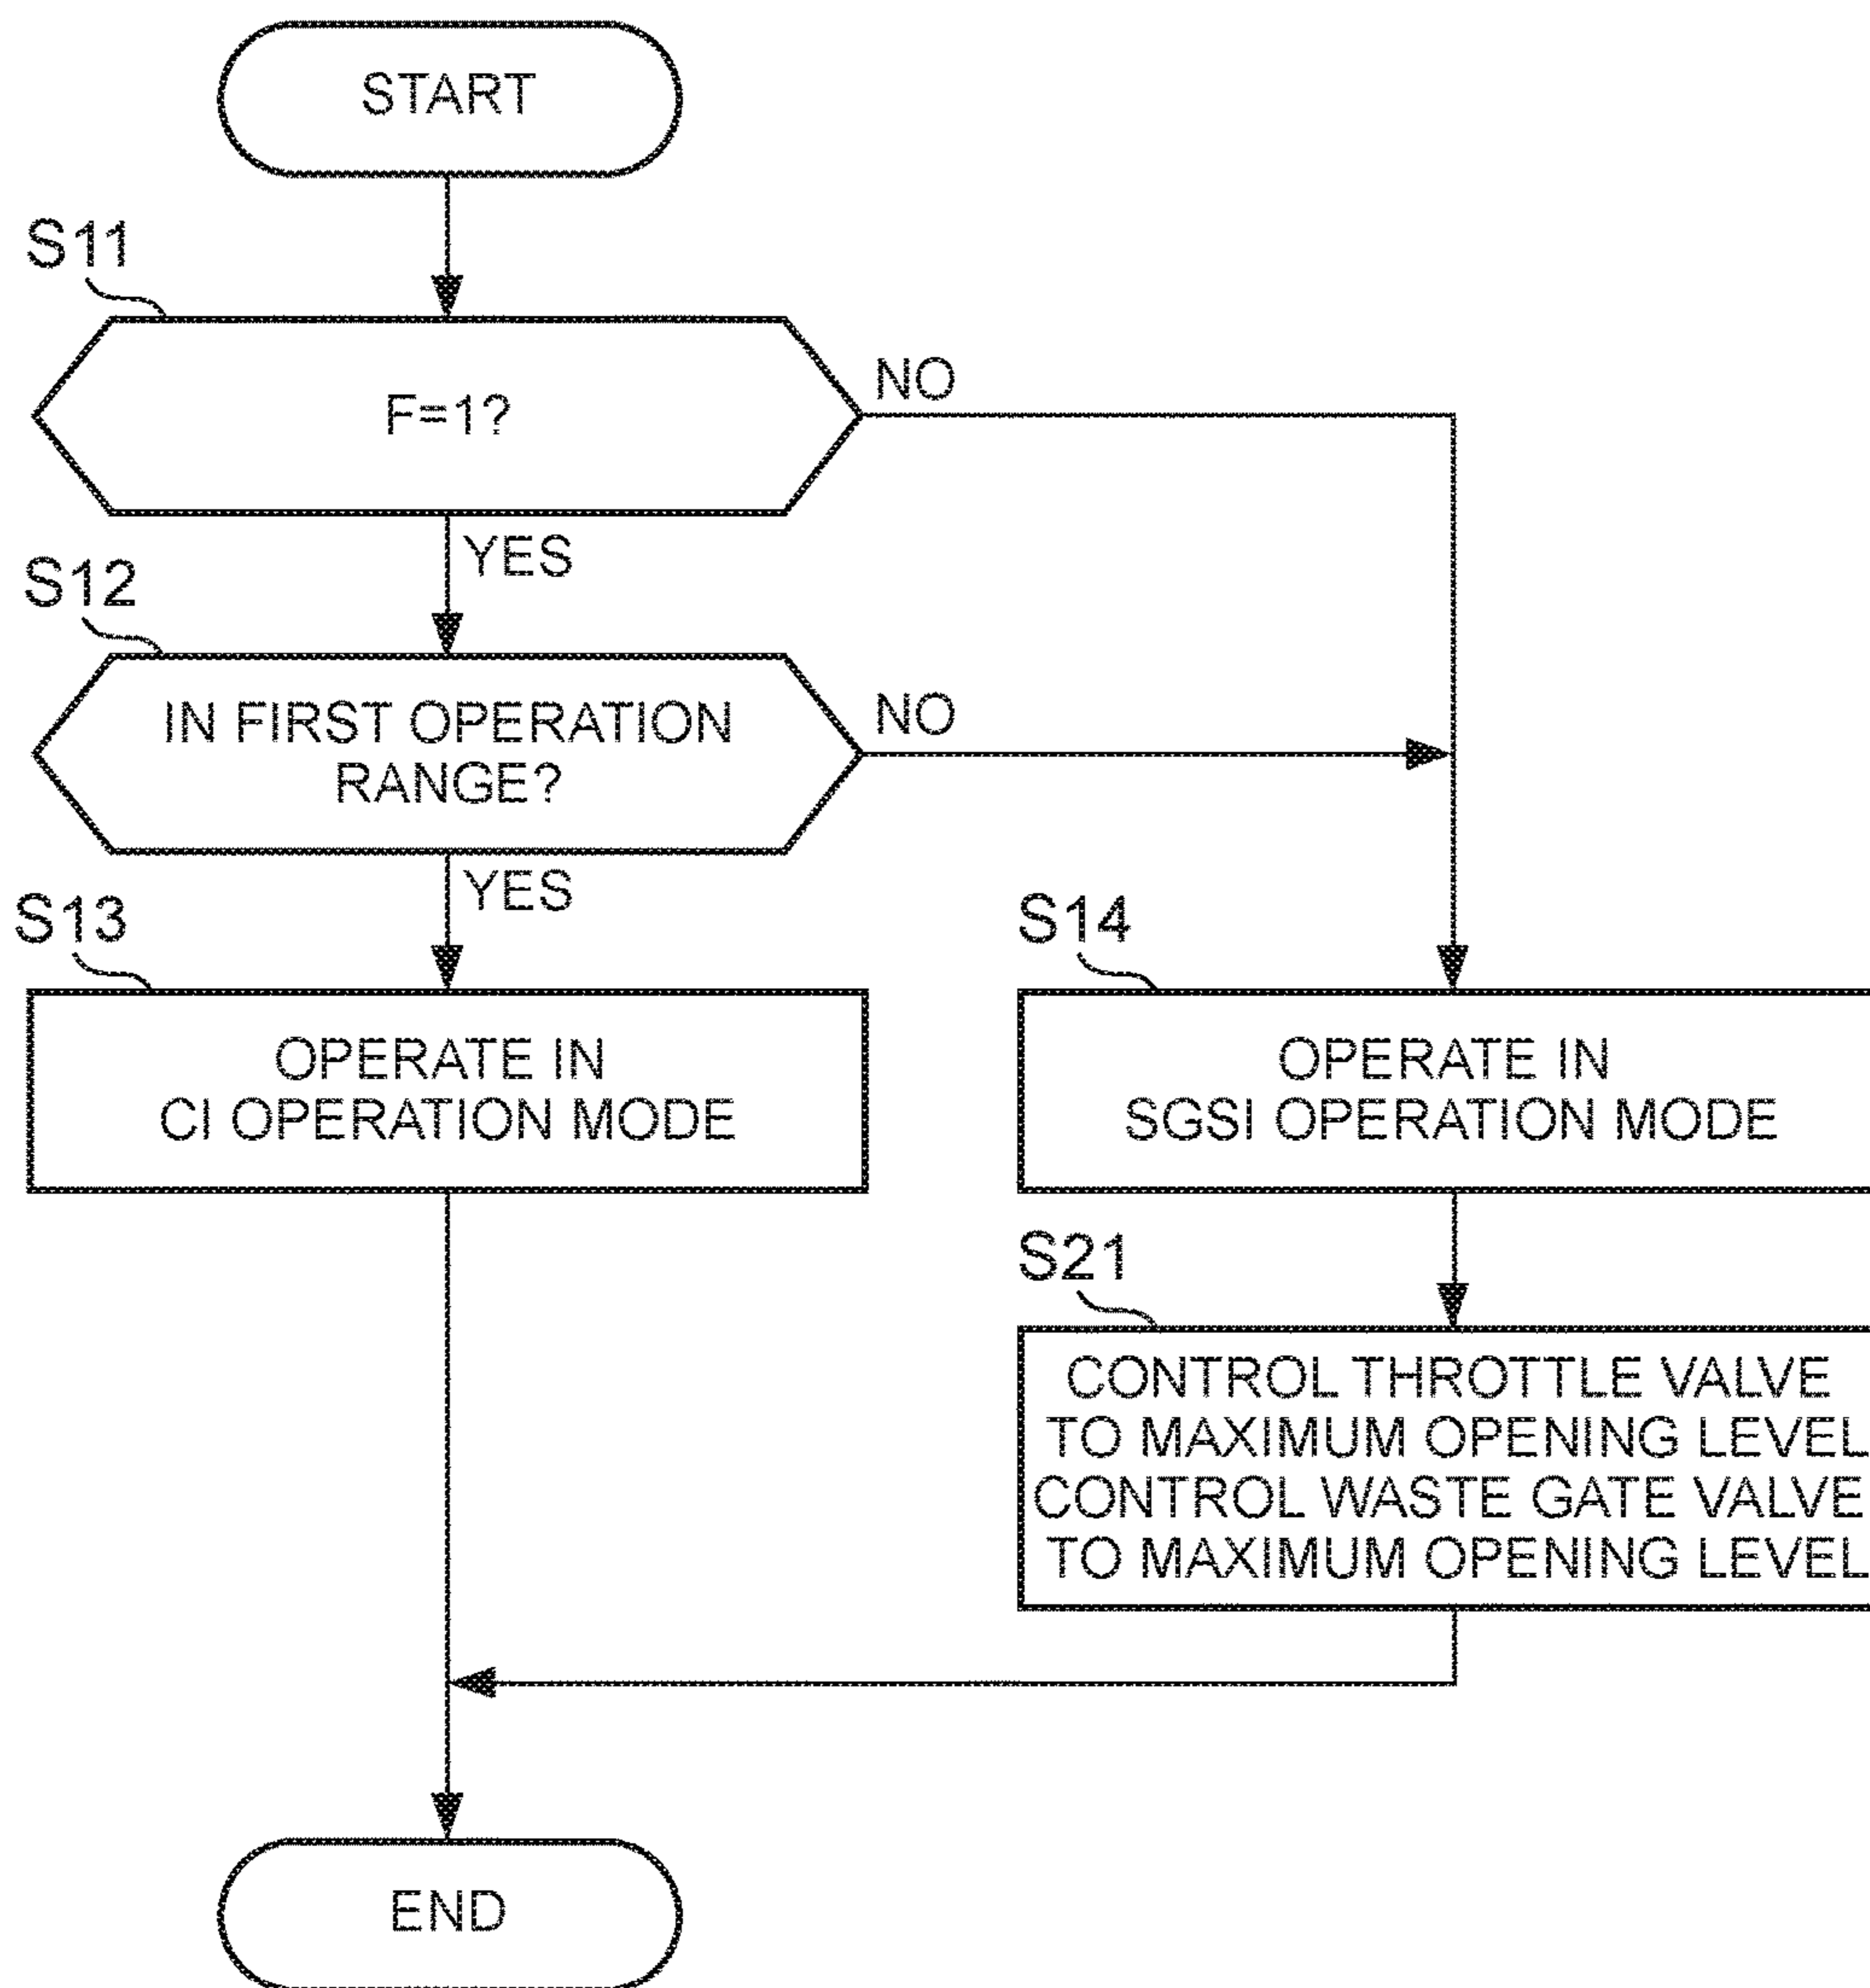 START
S11
F=1?
NO
YES
S12
IN FIRST OPERATION
RANGE?
NO
YES
S13
OPERATE IN
CI OPERATION MODE
S14
OPERATE IN
SGSI OPERATION MODE
S21
CONTROL THROTTLE VALVE
TO MAXIMUM OPENING LEVEL
CONTROL WASTE GATE VALVE
TO MAXIMUM OPENING LEVEL
END